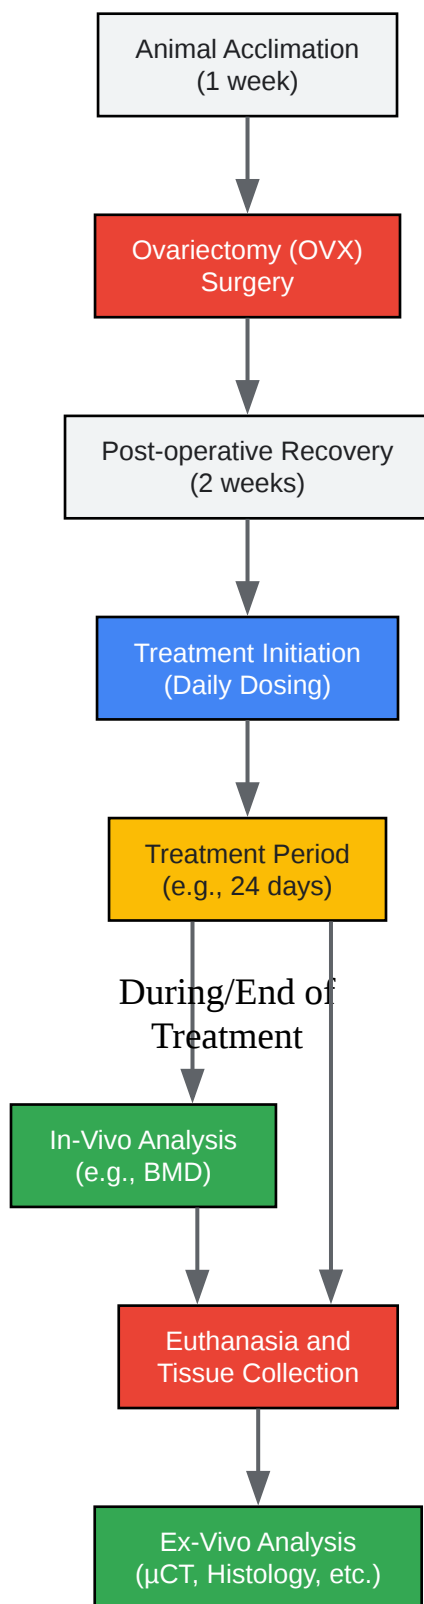 Animal Acclimation
(1 week)
Ovariectomy (OVX)
Surgery
Post-operative Recovery
(2 weeks)
Treatment Initiation
(Daily Dosing)
Treatment Period
(e.g., 24 days)
During/End of
Treatment
In-Vivo Analysis
(e.g., BMD)
Euthanasia and
Tissue Collection
Ex-Vivo Analysis
(µCT, Histology, etc.)